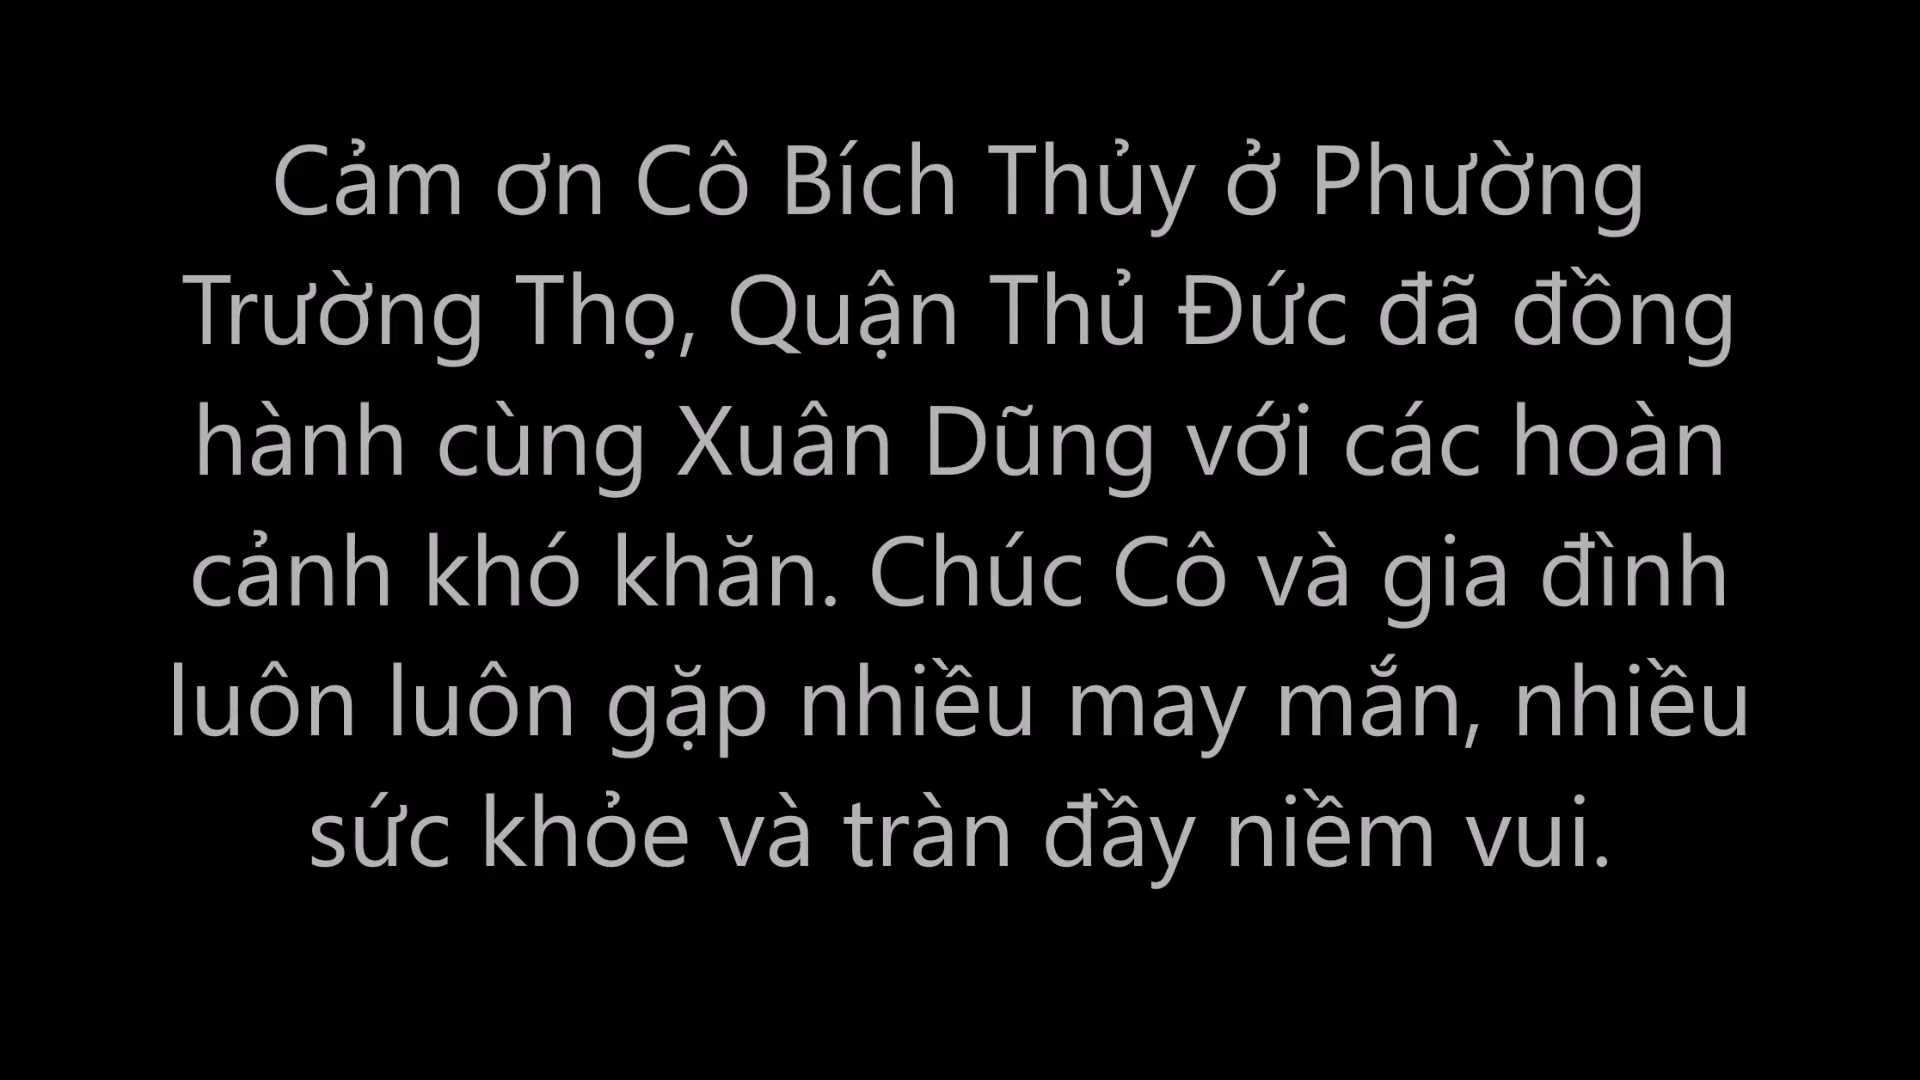 Cảm ơn Cô Bích Thủy ở Phường
Trường Thọ, Quận Thủ Đức đã đồng
hành cùng Xuân Dũng với các hoàn
cảnh khó khăn. Chúc Cô và gia đình
luôn luôn gặp nhiều may mắn, nhiều
sức khỏe và tràn đầy niềm vui.